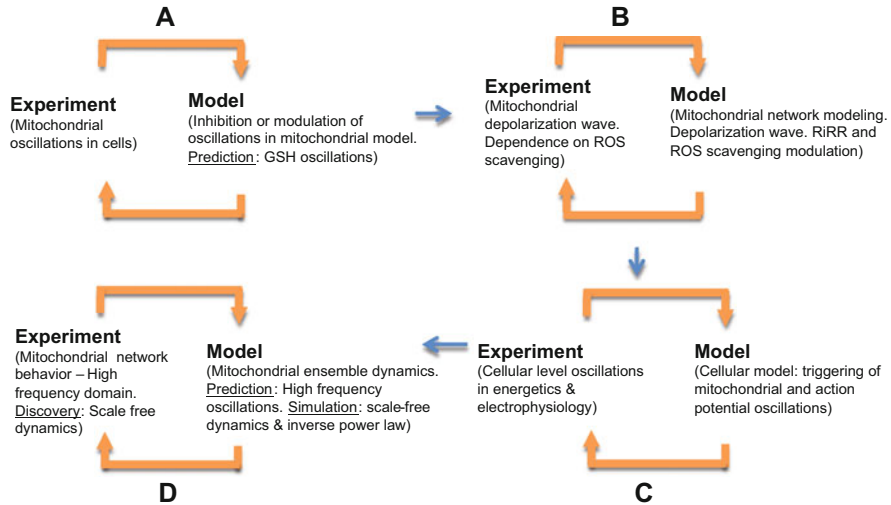 A
Experiment
(Mitochondrial
oscillations in cells)
Model
(Inhibition or modulation of
oscillations in mitochondrial model.
Prediction: GSH oscillations)
B
Experiment
(Mitochondrial
depolarization wave.
Dependence on ROS
scavenging)
Model
(Mitochondrial network modeling.
Depolarization wave. RiRR and
ROS scavenging modulation)
Experiment
(Mitochondrial network
behavior – High
frequency domain.
Discovery: Scale free
dynamics)
Model
(Mitochondrial ensemble dynamics.
Prediction: High frequency
oscillations. Simulation: scale-free
dynamics & inverse power law)
D
Experiment
(Cellular level oscillations
in energetics &
electrophysiology)
Model
(Cellular model: triggering of
mitochondrial and action
potential oscillations)
C